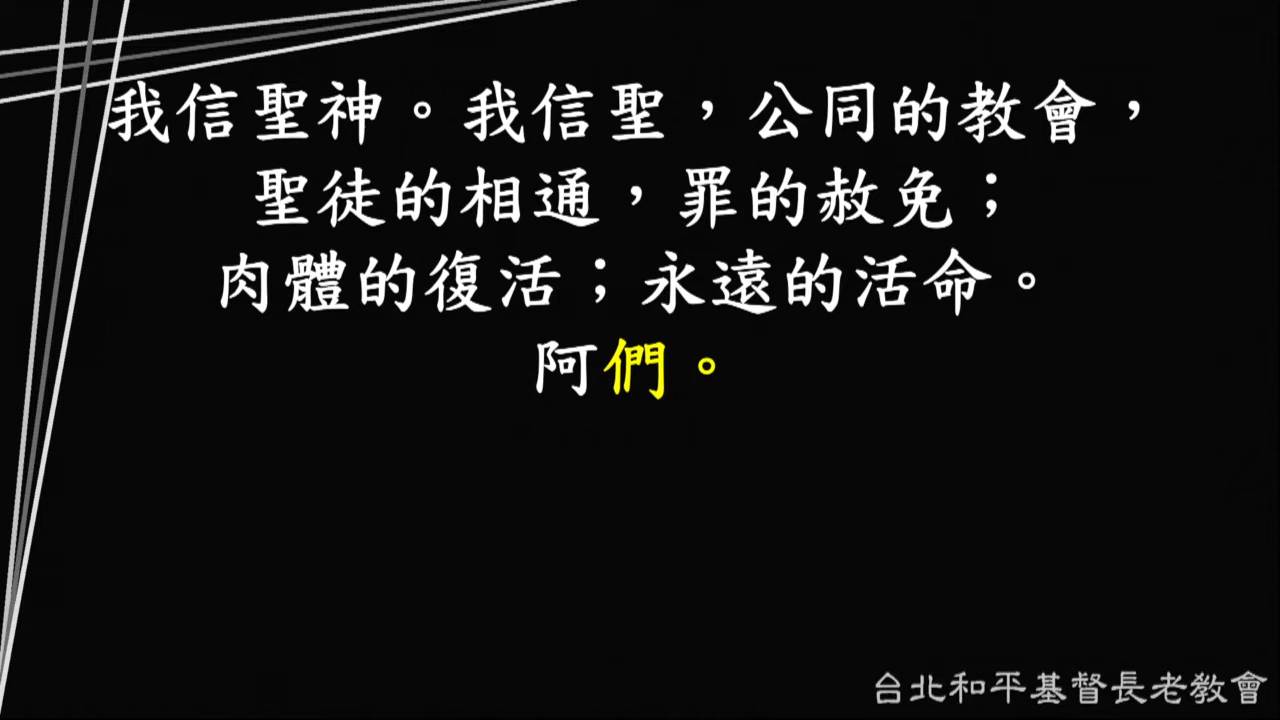 我信聖神。我信聖，公同的教會，
聖徒的相通，罪的赦免；
肉體的復活；永遠的活命。
阿們。
台北和平基督長老教會